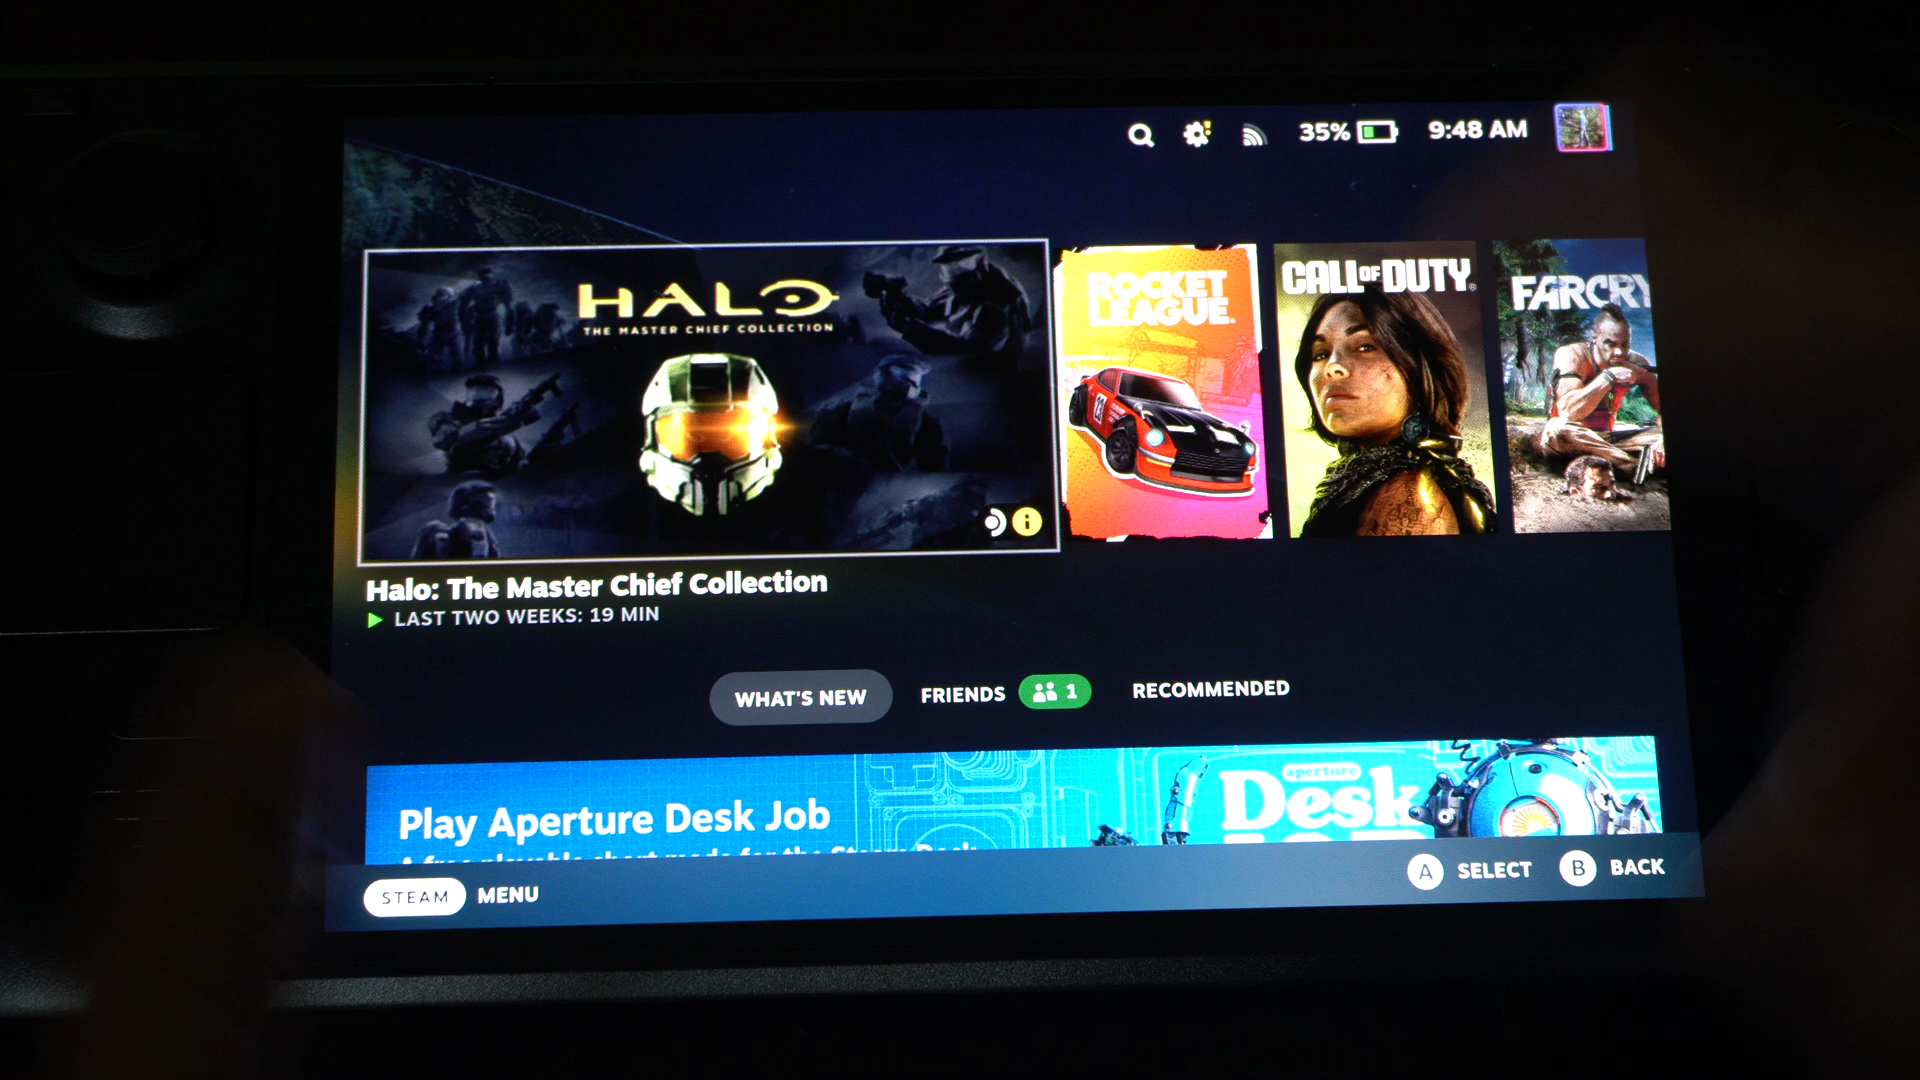 35% 9:48 AM
HALO
THE MASTER CHIEF COLLECTION
ROCKET
LEAGUE.
CALL OF DUTY®
FARCRY
23
Halo: The Master Chief Collection
LAST TWO WEEKS: 19 MIN
WHAT'S NEW
FRIENDS 1
RECOMMENDED
Play Aperture Desk Job
aperture
Desk
STEAM MENU
A SELECT B BACK